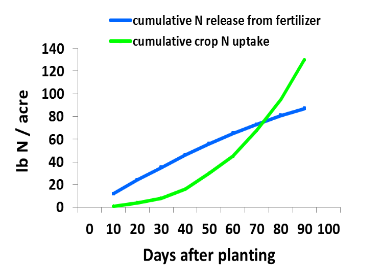 cumulative N release from fertilizer
cumulative crop N uptake
140
120
100
80
60
40
20
0
lb N / acre
0 10 20 30 40 50 60 70 80 90 100
Days after planting